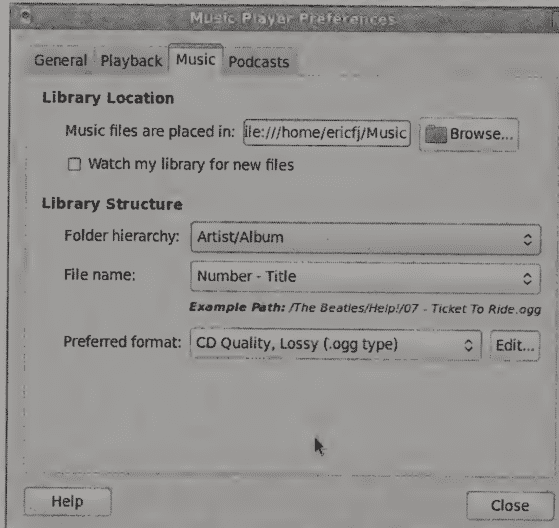 Music Player Preferences
General Playback Music Podcasts
Library Location
Music files are placed in: ile:///home/ericfj/Music Browse...
Watch my library for new files
Library Structure
Folder hierarchy: Artist/Album
File name: Number - Title
Example Path: /The Beatles/Help!/07 - Ticket To Ride.ogg
Preferred format: CD Quality, Lossy (.ogg type) Edit...
Help Close